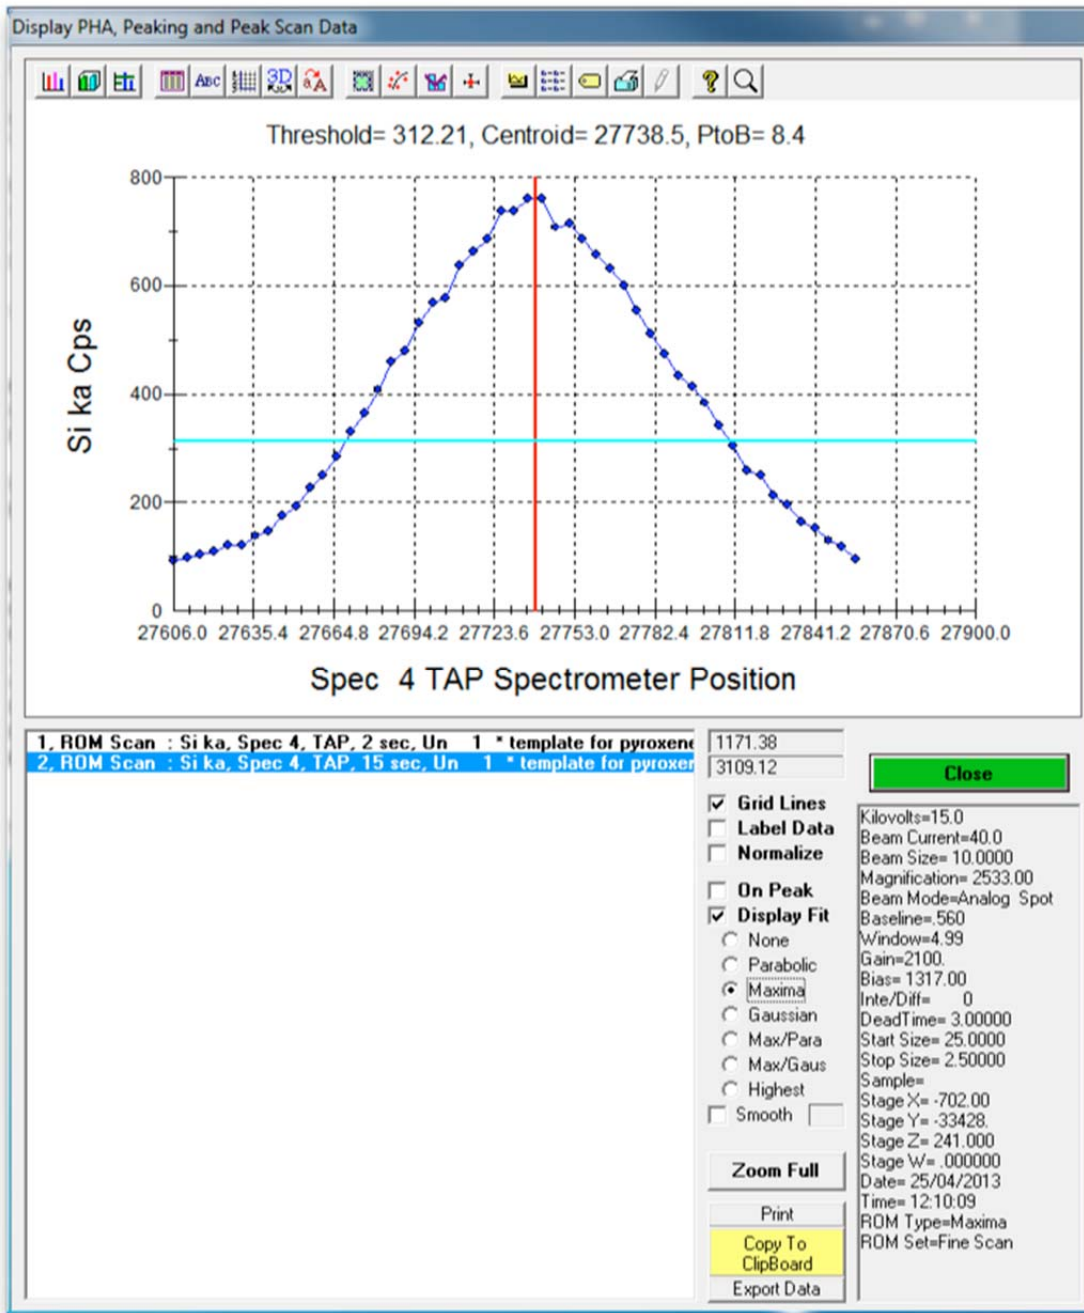 Display PHA, Peaking and Peak Scan Data
ABC
3D
aA
Threshold= 312.21, Centroid= 27738.5, PtoB= 8.4
800
600
400
200
0
Si ka Cps
27606.0 27635.4 27664.8 27694.2 27723.6 27753.0 27782.4 27811.8 27841.2 27870.6 27900.0
Spec 4 TAP Spectrometer Position
1, ROM Scan : Si ka, Spec 4, TAP, 2 sec, Un 1 * template for pyroxene
2, ROM Scan : Si ka, Spec 4, TAP, 15 sec, Un 1 * template for pyroxen
1171.38
3109.12
Grid Lines
Label Data
Normalize
On Peak
Display Fit
None
Parabolic
Maxima
Gaussian
Max/Para
Max/Gaus
Highest
Smooth
Zoom Full
Print
Copy To
ClipBoard
Export Data
Close
Kilovolts=15.0
Beam Current=40.0
Beam Size= 10.0000
Magnification= 2533.00
Beam Mode=Analog Spot
Baseline=.560
Window=4.99
Gain=2100.
Bias= 1317.00
Inte/Diff= 0
DeadTime= 3.00000
Start Size= 25.0000
Stop Size= 2.50000
Sample=
Stage X= -702.00
Stage Y= -33428.
Stage Z= 241.000
Stage W= .000000
Date= 25/04/2013
Time= 12:10:09
ROM Type=Maxima
ROM Set=Fine Scan